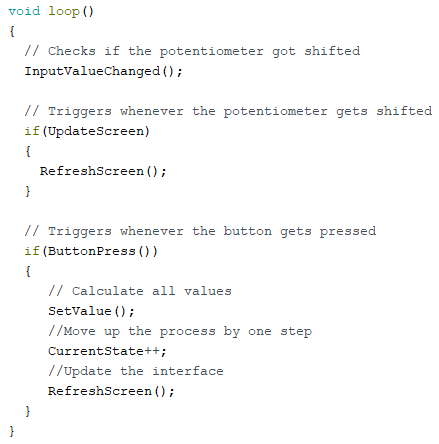 void loop()
{
  // Checks if the potentiometer got shifted
  InputValueChanged();

  // Triggers whenever the potentiometer gets shifted
  if(UpdateScreen)
  {
    RefreshScreen();
  }

  // Triggers whenever the button gets pressed
  if(ButtonPress())
  {
     // Calculate all values
     SetValue();
     //Move up the process by one step
     CurrentState++;
     //Update the interface
     RefreshScreen();
  }
}